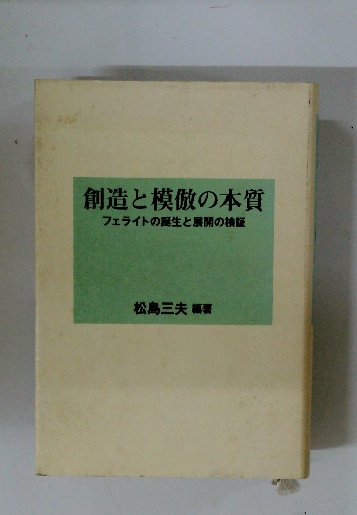 創造と模倣の本質
フェライトの誕生と展開の検証
松島三夫 編著